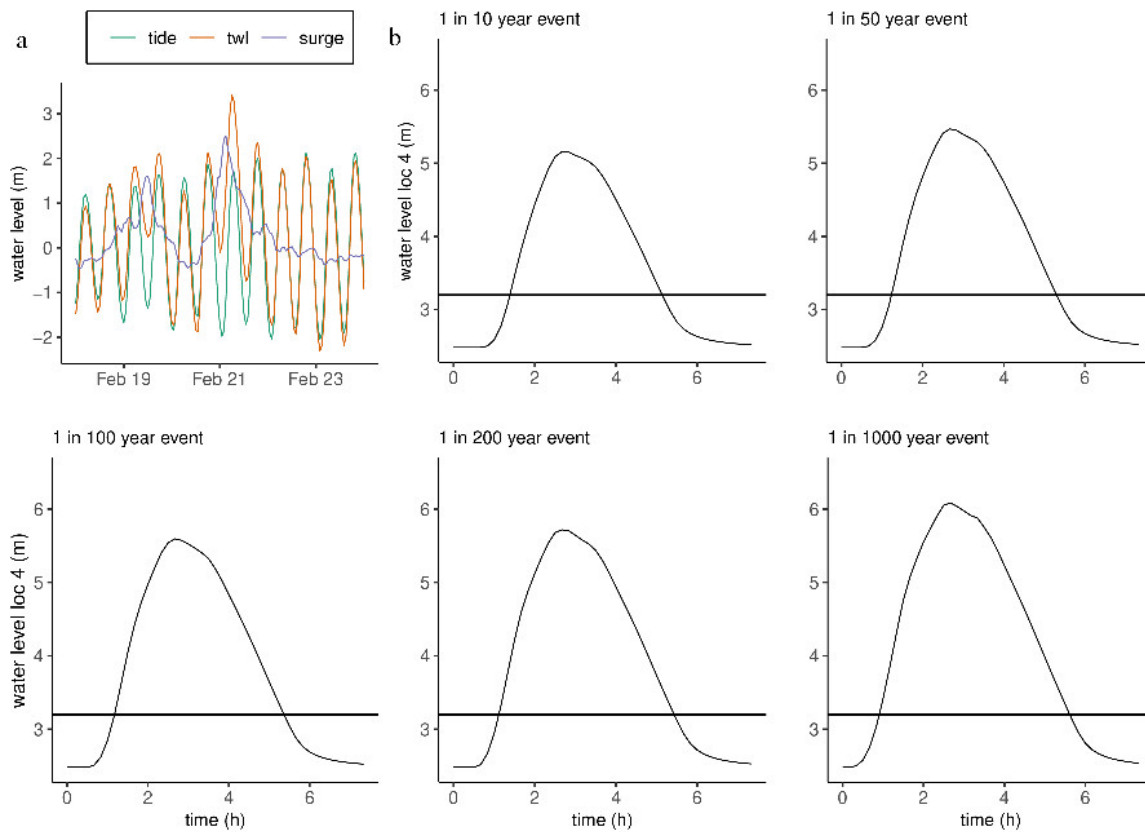 a
tide twl surge
water level (m)
3
2
1
0
−1
−2
Feb 19 Feb 21 Feb 23
b
1 in 10 year event
water level loc 4 (m)
6
5
4
3
0 2 4 6
1 in 50 year event
6
5
4
3
0 2 4 6
1 in 100 year event
water level loc 4 (m)
6
5
4
3
0 2 4 6
time (h)
1 in 200 year event
6
5
4
3
0 2 4 6
time (h)
1 in 1000 year event
6
5
4
3
0 2 4 6
time (h)